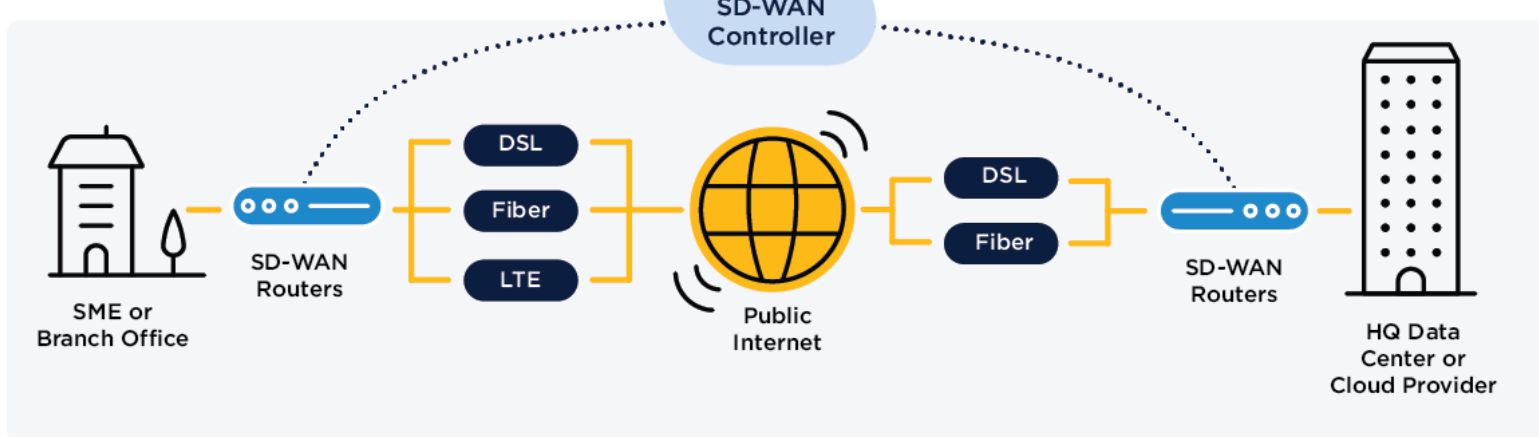 SD-WAN
Controller
DSL
Fiber
LTE
DSL
Fiber
SD-WAN
Routers
SD-WAN
Routers
SME or
Branch Office
Public
Internet
HQ Data
Center or
Cloud Provider